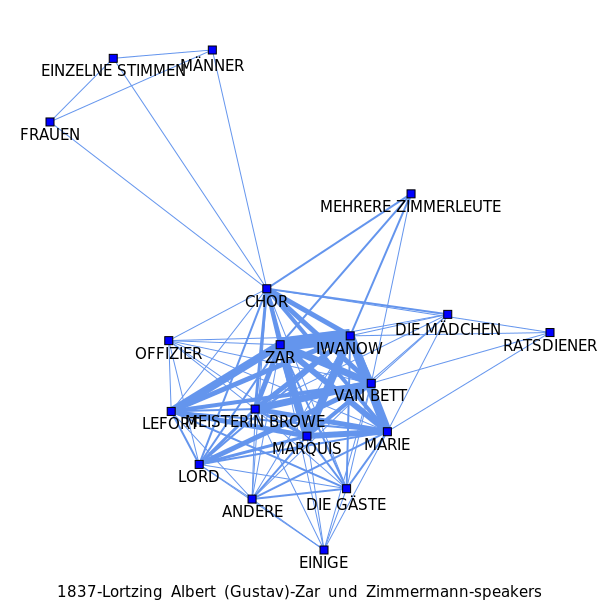 EINZELNE STIMMEN
MÄNNER
FRAUEN
MEHRERE ZIMMERLEUTE
CHOR
DIE MÄDCHEN
OFFIZIER
ZAR
IWANOW
RATSDIENER
VAN BETT
LEFORT
MEISTERIN BROWE
MARQUIS
MARIE
LORD
ANDERE
DIE GÄSTE
EINIGE
1837-Lortzing Albert (Gustav)-Zar und Zimmermann-speakers